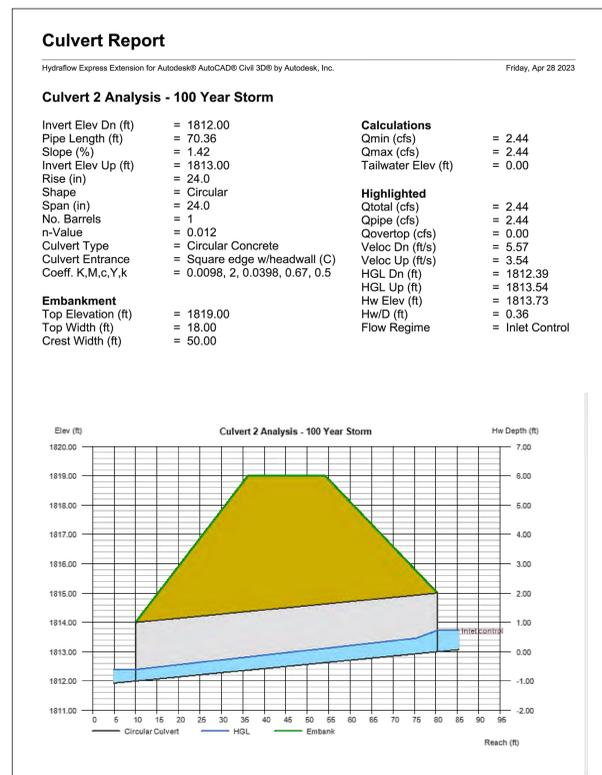 Culvert Report
Hydraflow Express Extension for Autodesk® AutoCAD® Civil 3D® by Autodesk, Inc. Friday, Apr 28 2023
Culvert 2 Analysis - 100 Year Storm
Invert Elev Dn (ft) = 1812.00
Pipe Length (ft) = 70.36
Slope (%) = 1.42
Invert Elev Up (ft) = 1813.00
Rise (in) = 24.0
Shape = Circular
Span (in) = 24.0
No. Barrels = 1
n-Value = 0.012
Culvert Type = Circular Concrete
Culvert Entrance = Square edge w/headwall (C)
Coeff. K,M,c,Y,k = 0.0098, 2, 0.0398, 0.67, 0.5
Embankment
Top Elevation (ft) = 1819.00
Top Width (ft) = 18.00
Crest Width (ft) = 50.00
Calculations
Qmin (cfs) = 2.44
Qmax (cfs) = 2.44
Tailwater Elev (ft) = 0.00
Highlighted
Qtotal (cfs) = 2.44
Qpipe (cfs) = 2.44
Qovertop (cfs) = 0.00
Veloc Dn (ft/s) = 5.57
Veloc Up (ft/s) = 3.54
HGL Dn (ft) = 1812.39
HGL Up (ft) = 1813.54
Hw Elev (ft) = 1813.73
Hw/D (ft) = 0.36
Flow Regime = Inlet Control
Elev (ft) Culvert 2 Analysis - 100 Year Storm Hw Depth (ft)
1820.00 7.00
1819.00 6.00
1818.00 5.00
1817.00 4.00
1816.00 3.00
1815.00 2.00
1814.00 1.00
Inlet control
1813.00 0.00
1812.00 -1.00
1811.00 -2.00
0 5 10 15 20 25 30 35 40 45 50 55 60 65 70 75 80 85 90 95
Circular Culvert HGL Embank
Reach (ft)